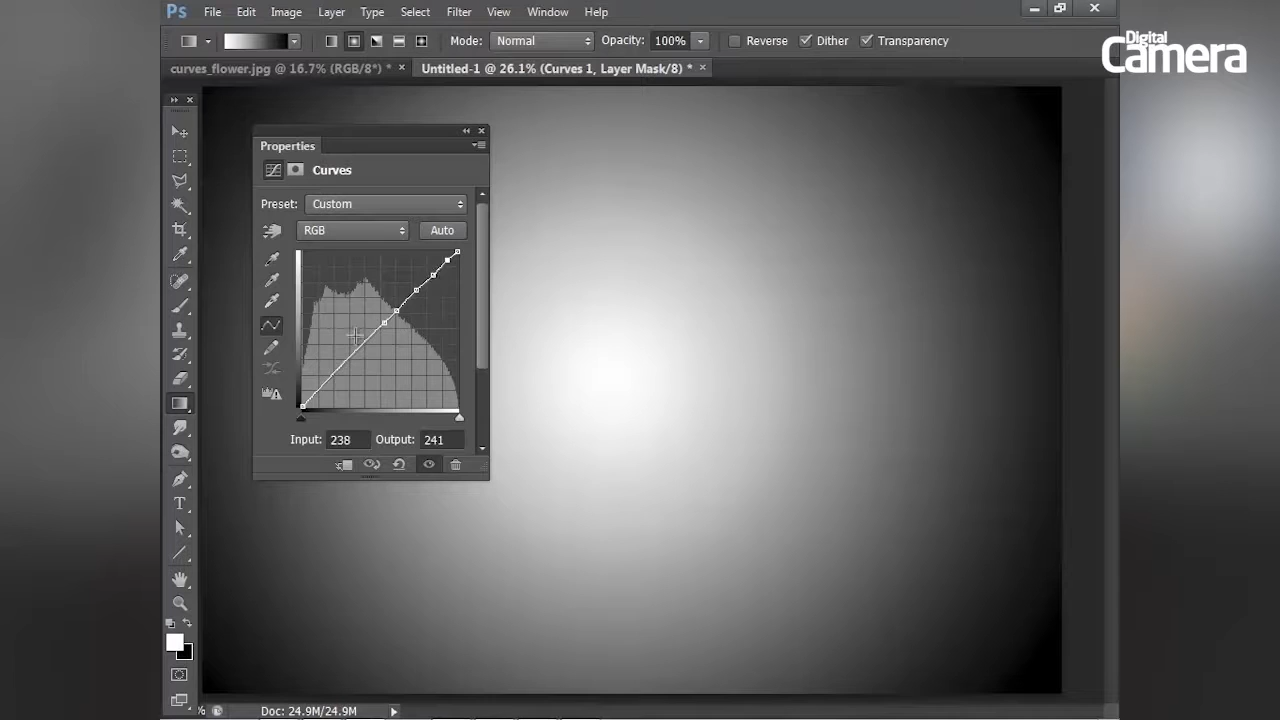 Ps File Edit Image Layer Type Select Filter View Window Help
Mode: Normal Opacity: 100% Reverse Dither Transparency
Digital Camera
curves_flower.jpg @ 16.7% (RGB/8*) * × Untitled-1 @ 26.1% (Curves 1, Layer Mask/8) * ×
Properties
Curves
Preset: Custom
RGB Auto
Input: 238 Output: 241
T
% Doc: 24.9M/24.9M